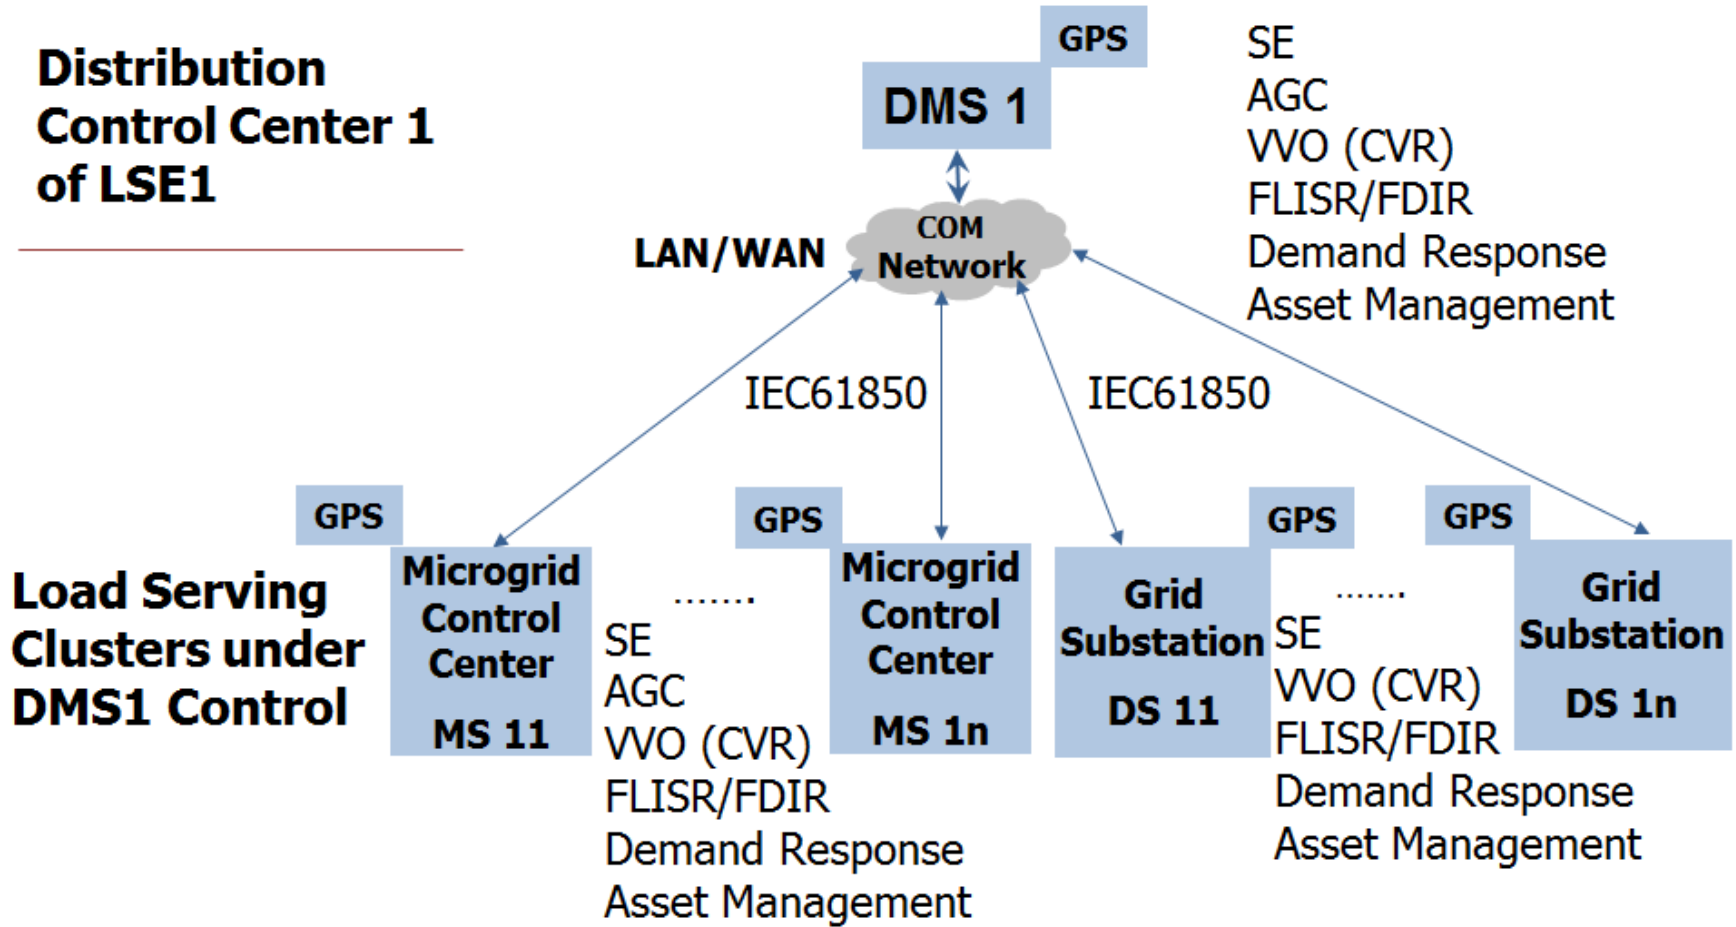 Distribution
Control Center 1
of LSE1
GPS
DMS 1
SE
AGC
VVO (CVR)
FLISR/FDIR
Demand Response
Asset Management
LAN/WAN
COM
Network
IEC61850
IEC61850
Load Serving
Clusters under
DMS1 Control
GPS
Microgrid
Control
Center
MS 11
.......
SE
AGC
VVO (CVR)
FLISR/FDIR
Demand Response
Asset Management
GPS
Microgrid
Control
Center
MS 1n
GPS
Grid
Substation
DS 11
.......
SE
VVO (CVR)
FLISR/FDIR
Demand Response
Asset Management
GPS
Grid
Substation
DS 1n